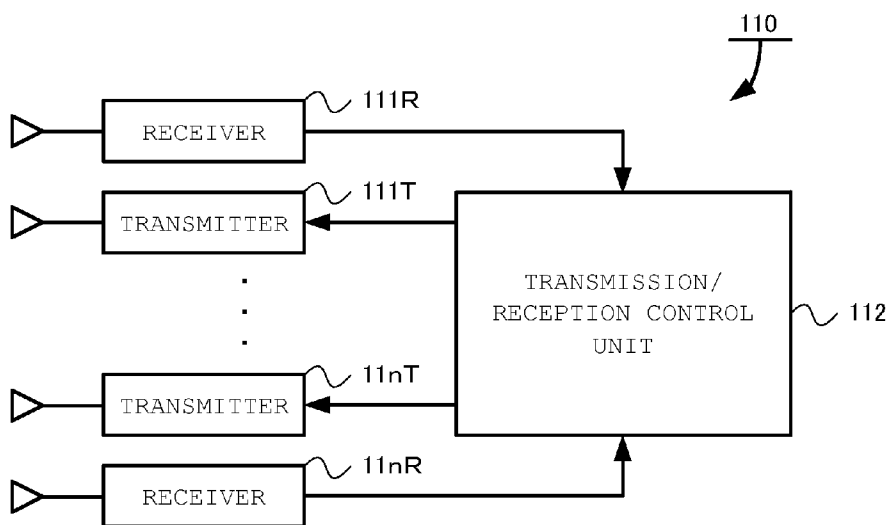 110
111R
RECEIVER
111T
TRANSMITTER
TRANSMISSION/
RECEPTION CONTROL
UNIT
112
11nT
TRANSMITTER
11nR
RECEIVER